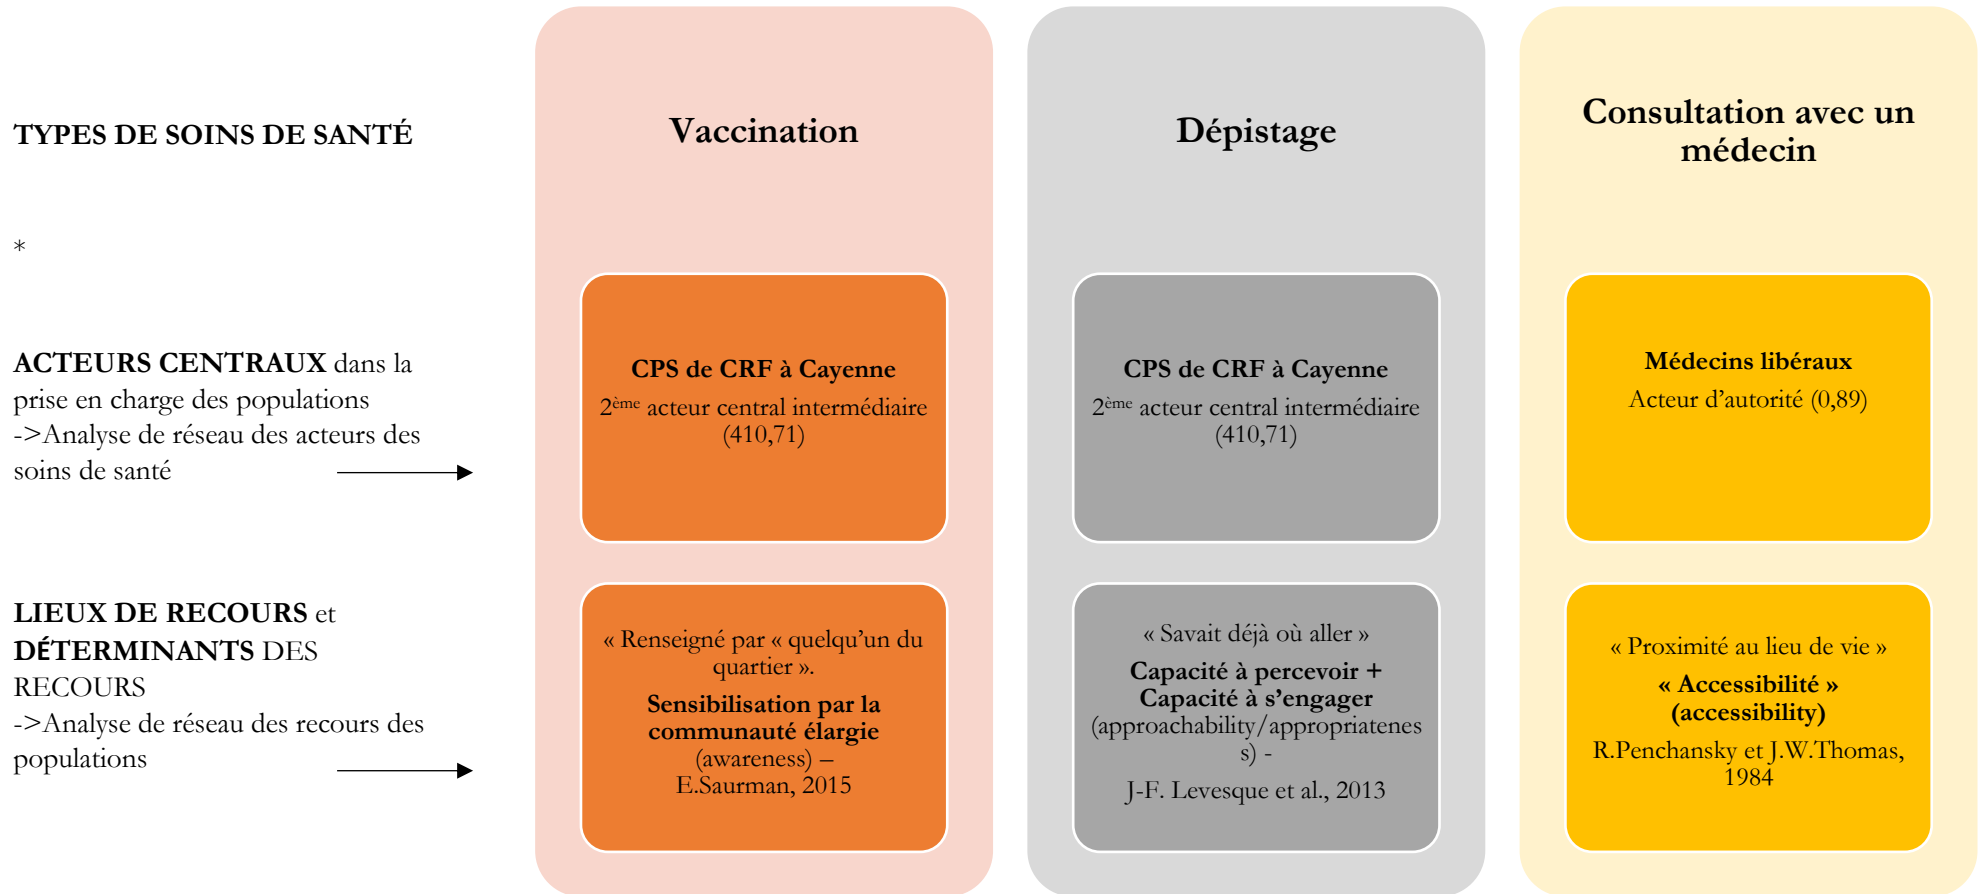 TYPES DE SOINS DE SANTÉ
*
ACTEURS CENTRAUX dans la
prise en charge des populations
->Analyse de réseau des acteurs des
soins de santé
LIEUX DE RECOURS et
DÉTERMINANTS DES
RECOURS
->Analyse de réseau des recours des
populations
Vaccination
CPS de CRF à Cayenne
2ème acteur central intermédiaire
(410,71)
« Renseigné par « quelqu’un du
quartier ».
Sensibilisation par la
communauté élargie
(awareness) –
E.Saurman, 2015
Dépistage
CPS de CRF à Cayenne
2ème acteur central intermédiaire
(410,71)
« Savait déjà où aller »
Capacité à percevoir +
Capacité à s’engager
(approachability/appropriatenes
s) -
J-F. Levesque et al., 2013
Consultation avec un
médecin
Médecins libéraux
Acteur d’autorité (0,89)
« Proximité au lieu de vie »
« Accessibilité »
(accessibility)
R.Penchansky et J.W.Thomas,
1984